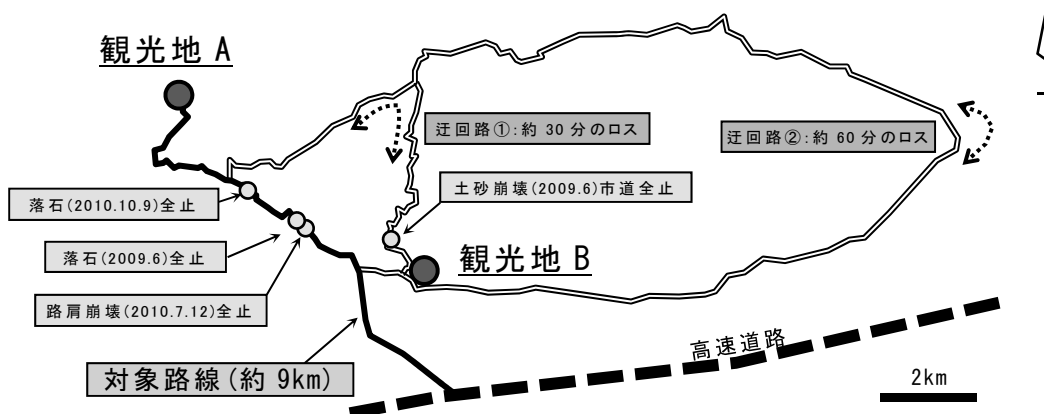 観光地 A
迂回路①:約 30 分のロス
迂回路②:約 60 分のロス
土砂崩壊(2009.6)市道全止
落石(2010.10.9)全止
落石(2009.6)全止
観光地 B
路肩崩壊(2010.7.12)全止
高速道路
対象路線(約 9km)
2km